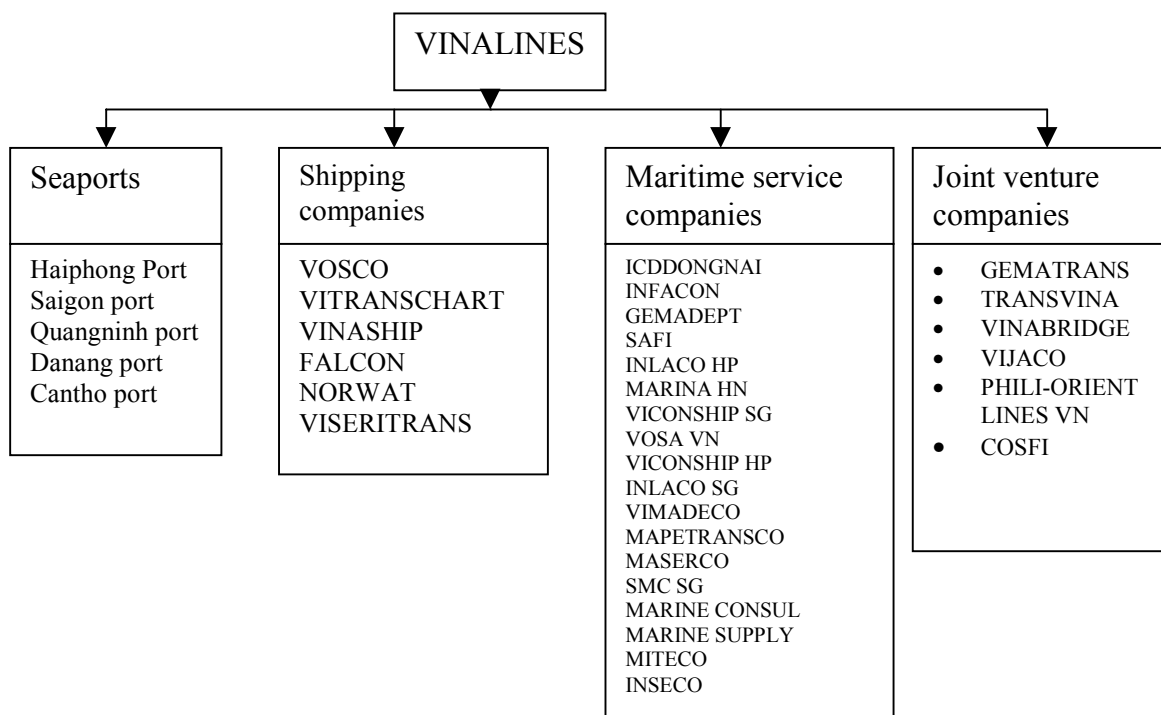 VINALINES
Seaports
Haiphong Port
Saigon port
Quangninh port
Danang port
Cantho port
Shipping
companies
VOSCO
VITRANSCHART
VINASHIP
FALCON
NORWAT
VISERITRANS
Maritime service
companies
ICDDONGNAI
INFACON
GEMADEPT
SAFI
INLACO HP
MARINA HN
VICONSHIP SG
VOSA VN
VICONSHIP HP
INLACO SG
VIMADECO
MAPETRANSCO
MASERCO
SMC SG
MARINE CONSUL
MARINE SUPPLY
MITECO
INSECO
Joint venture
companies
• GEMATRANS
• TRANSVINA
• VINABRIDGE
• VIJACO
• PHILI-ORIENT
LINES VN
• COSFI